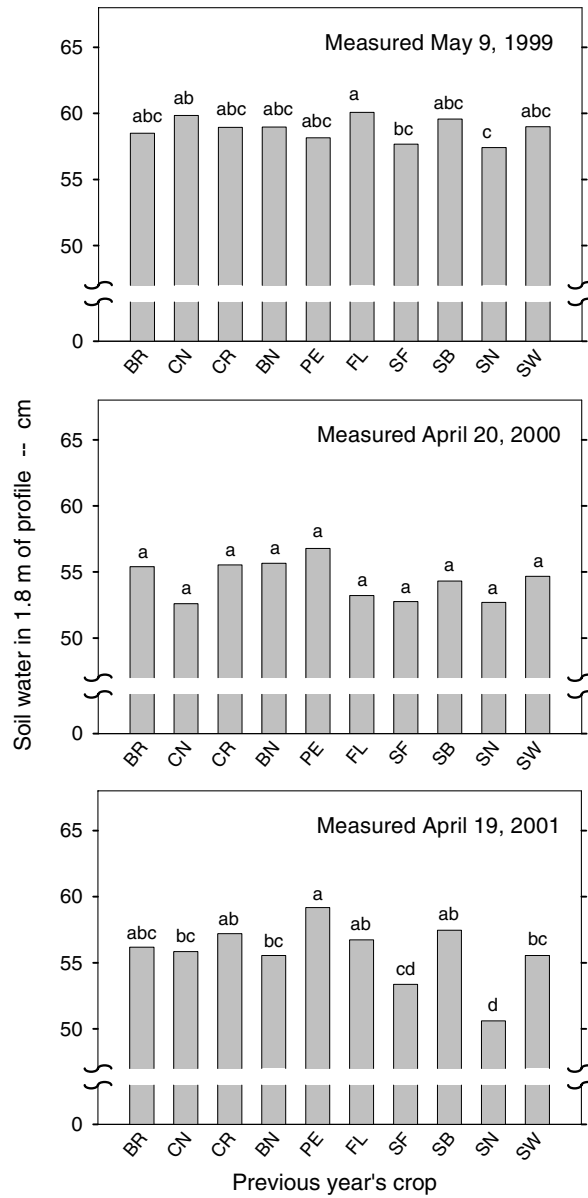 Soil water in 1.8 m of profile -- cm
Measured May 9, 1999
65
60
55
50
0
abc ab abc abc abc a bc abc c abc
BR CN CR BN PE FL SF SB SN SW
Measured April 20, 2000
65
60
55
50
0
a a a a a a a a a a
BR CN CR BN PE FL SF SB SN SW
Measured April 19, 2001
65
60
55
50
0
abc bc ab bc a ab cd ab d bc
BR CN CR BN PE FL SF SB SN SW
Previous year's crop